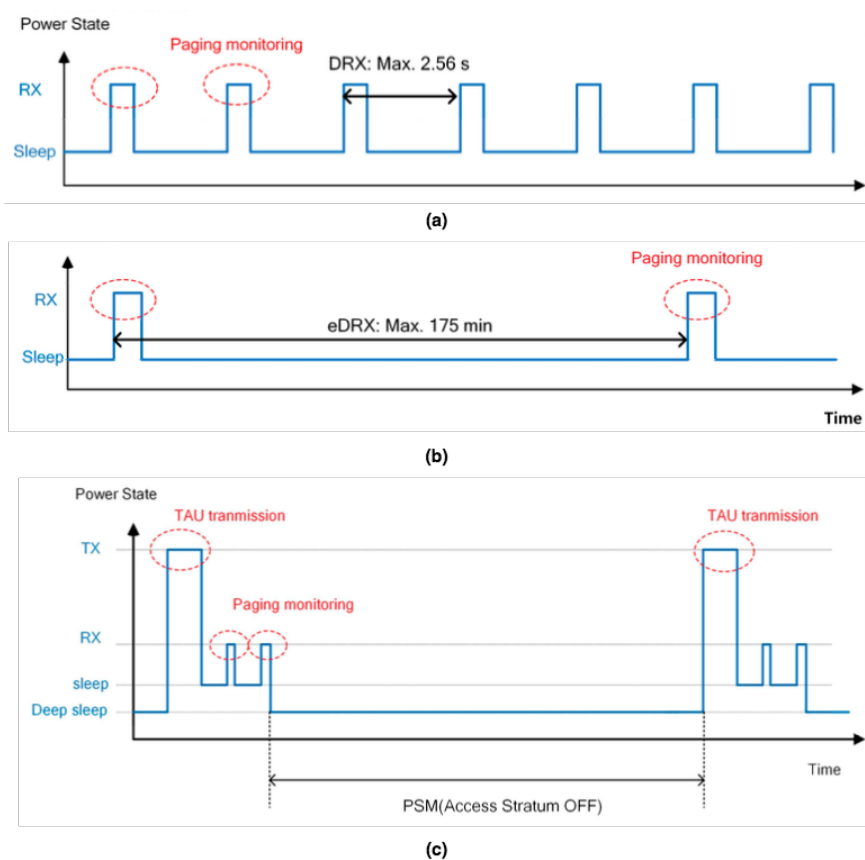 Power State
Paging monitoring
DRX: Max. 2.56 s
RX
Sleep
(a)
Paging monitoring
RX
eDRX: Max. 175 min
Sleep
Time
(b)
Power State
TAU tranmission
TAU tranmission
TX
Paging monitoring
RX
sleep
Deep sleep
Time
PSM(Access Stratum OFF)
(c)